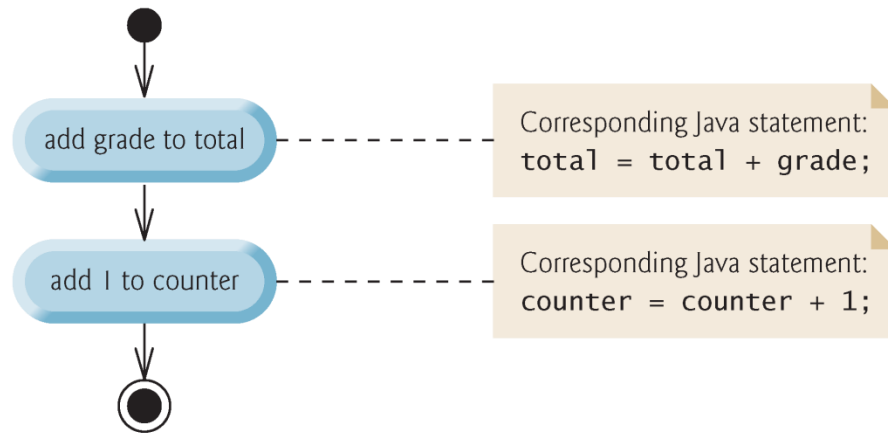 add grade to total
Corresponding Java statement:
total = total + grade;
add 1 to counter
Corresponding Java statement:
counter = counter + 1;